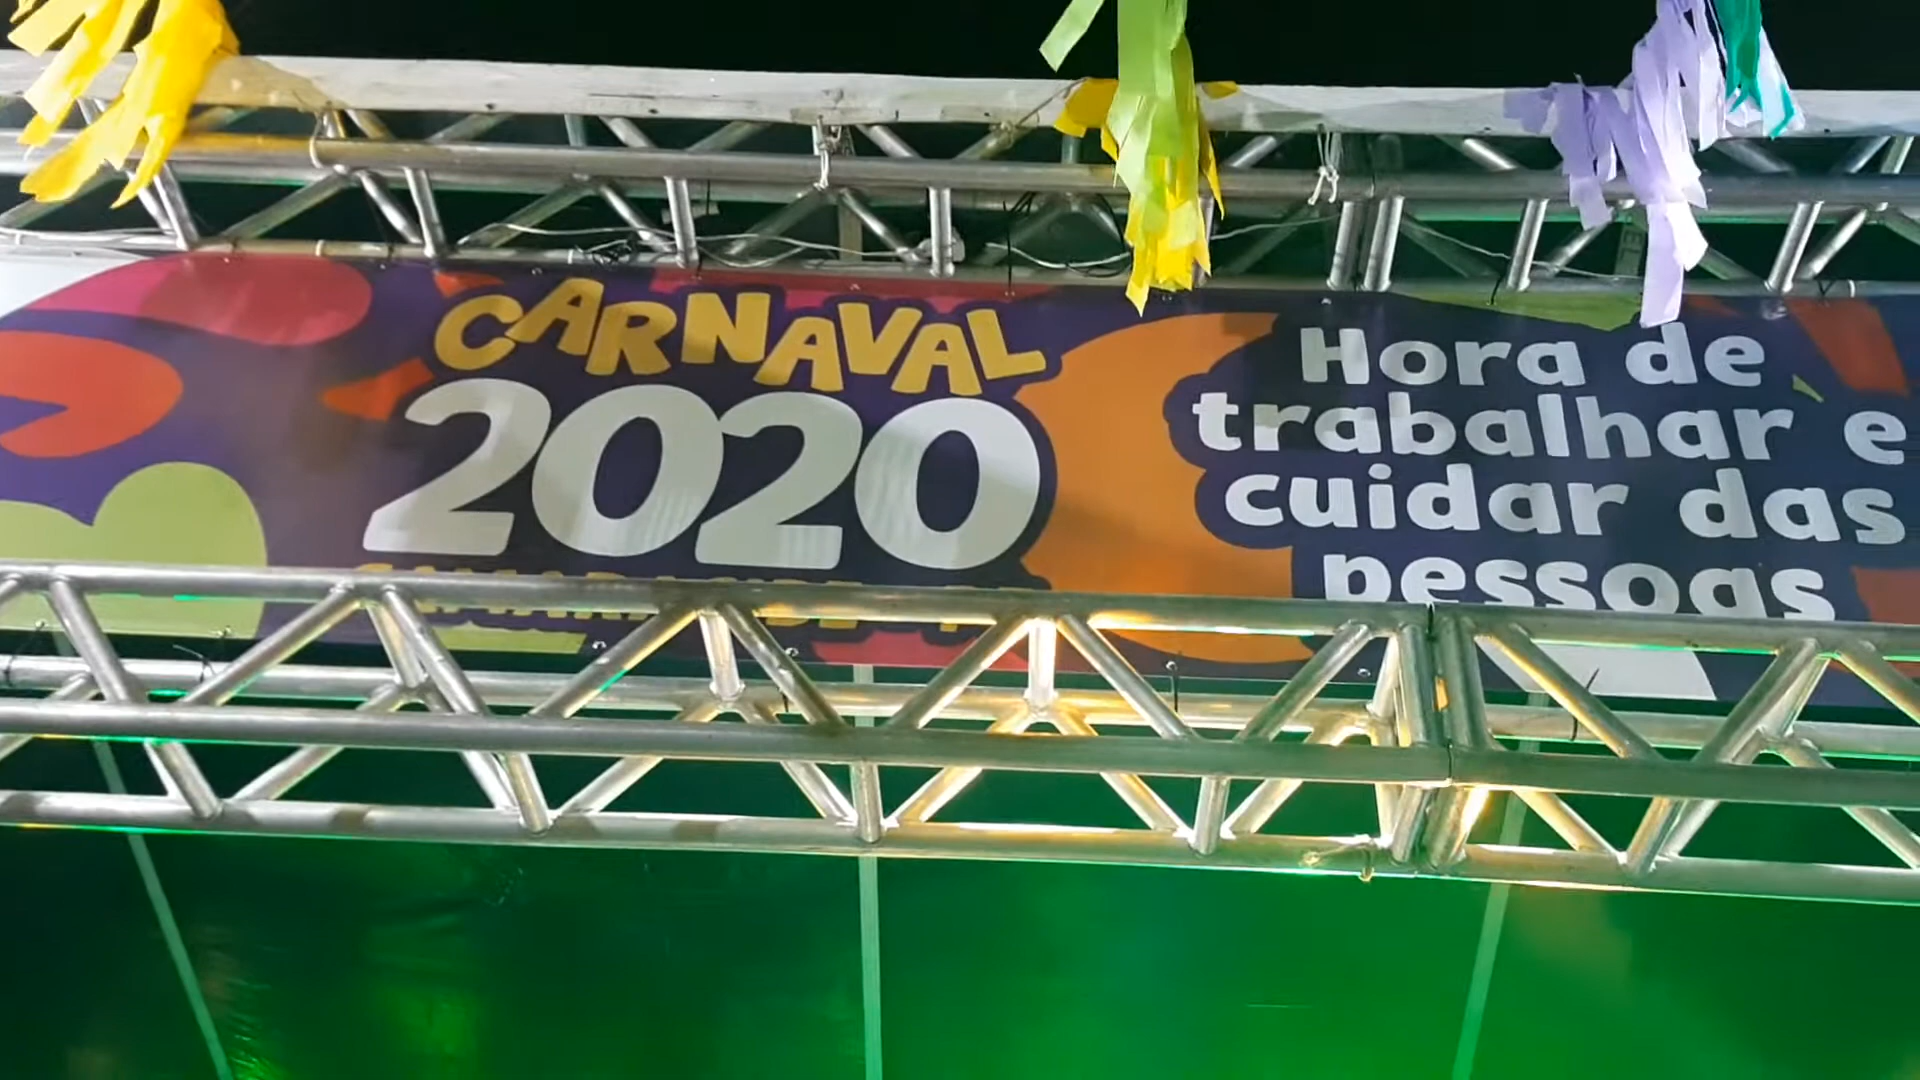 CARNAVAL
2020
Hora de
trabalhar e
cuidar das
pessoas